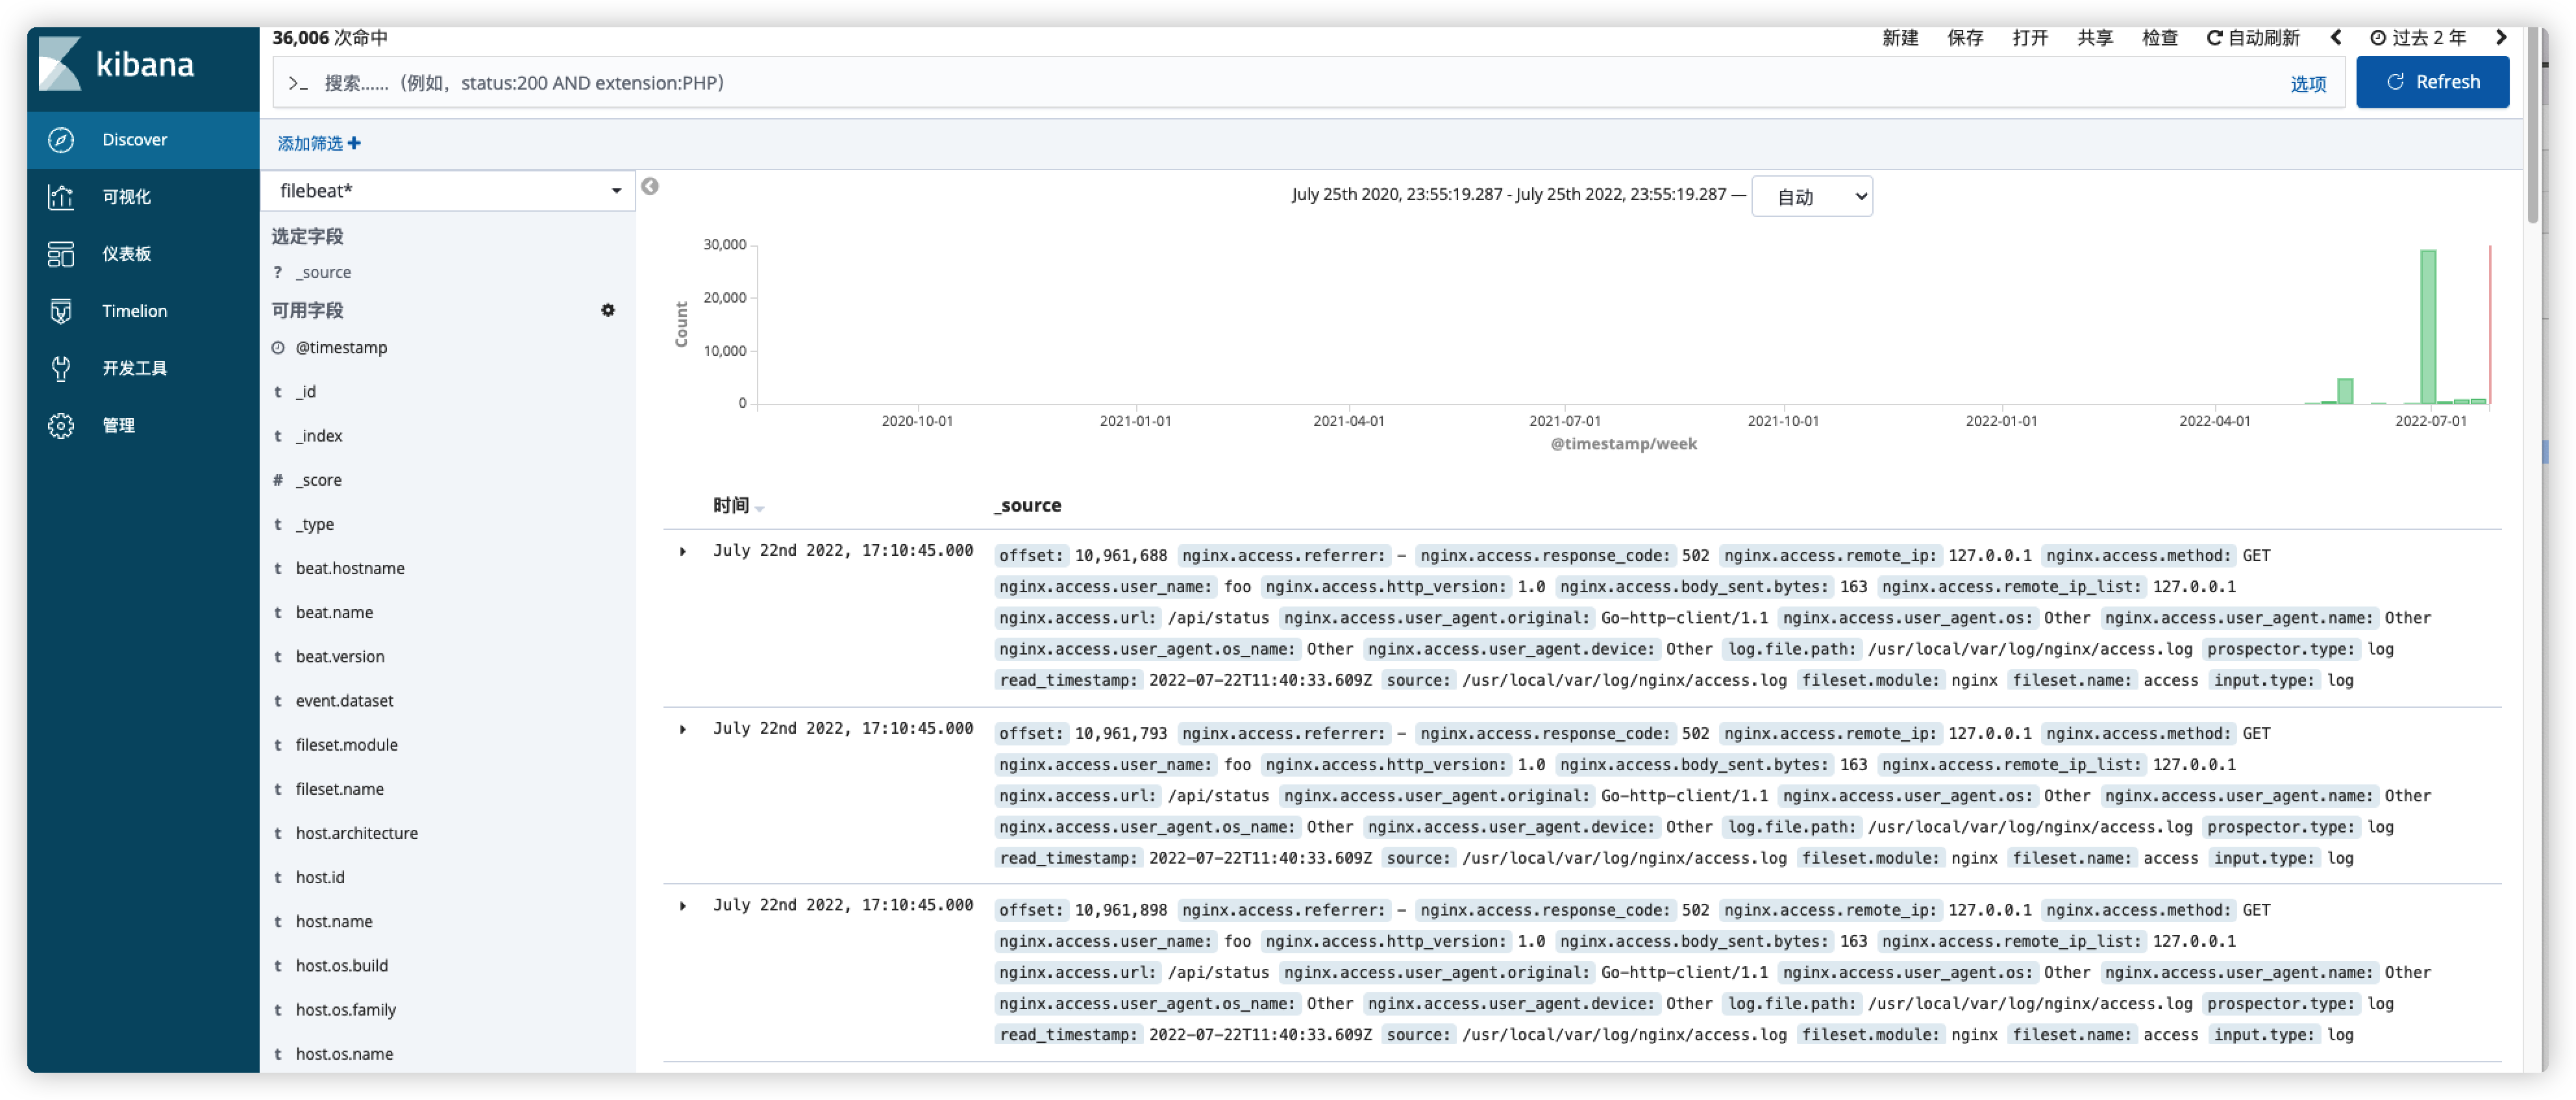 kibana
Discover
可视化
仪表板
Timelion
开发工具
管理
36,006 次命中
新建 保存 打开 共享 检查 自动刷新 过去 2 年
>_ 搜索...... (例如，status:200 AND extension:PHP)
选项
Refresh
添加筛选
filebeat*
选定字段
? _source
可用字段
@timestamp
t _id
t _index
# _score
t _type
t beat.hostname
t beat.name
t beat.version
t event.dataset
t fileset.module
t fileset.name
t host.architecture
t host.id
t host.name
t host.os.build
t host.os.family
t host.os.name
July 25th 2020, 23:55:19.287 - July 25th 2022, 23:55:19.287 — 自动
Count
30,000
20,000
10,000
0
2020-10-01 2021-01-01 2021-04-01 2021-07-01 2021-10-01 2022-01-01 2022-04-01 2022-07-01
@timestamp/week
时间 _source
July 22nd 2022, 17:10:45.000
offset: 10,961,688 nginx.access.referrer: - nginx.access.response_code: 502 nginx.access.remote_ip: 127.0.0.1 nginx.access.method: GET
nginx.access.user_name: foo nginx.access.http_version: 1.0 nginx.access.body_sent.bytes: 163 nginx.access.remote_ip_list: 127.0.0.1
nginx.access.url: /api/status nginx.access.user_agent.original: Go-http-client/1.1 nginx.access.user_agent.os: Other nginx.access.user_agent.name: Other
nginx.access.user_agent.os_name: Other nginx.access.user_agent.device: Other log.file.path: /usr/local/var/log/nginx/access.log prospector.type: log
read_timestamp: 2022-07-22T11:40:33.609Z source: /usr/local/var/log/nginx/access.log fileset.module: nginx fileset.name: access input.type: log
July 22nd 2022, 17:10:45.000
offset: 10,961,793 nginx.access.referrer: - nginx.access.response_code: 502 nginx.access.remote_ip: 127.0.0.1 nginx.access.method: GET
nginx.access.user_name: foo nginx.access.http_version: 1.0 nginx.access.body_sent.bytes: 163 nginx.access.remote_ip_list: 127.0.0.1
nginx.access.url: /api/status nginx.access.user_agent.original: Go-http-client/1.1 nginx.access.user_agent.os: Other nginx.access.user_agent.name: Other
nginx.access.user_agent.os_name: Other nginx.access.user_agent.device: Other log.file.path: /usr/local/var/log/nginx/access.log prospector.type: log
read_timestamp: 2022-07-22T11:40:33.609Z source: /usr/local/var/log/nginx/access.log fileset.module: nginx fileset.name: access input.type: log
July 22nd 2022, 17:10:45.000
offset: 10,961,898 nginx.access.referrer: - nginx.access.response_code: 502 nginx.access.remote_ip: 127.0.0.1 nginx.access.method: GET
nginx.access.user_name: foo nginx.access.http_version: 1.0 nginx.access.body_sent.bytes: 163 nginx.access.remote_ip_list: 127.0.0.1
nginx.access.url: /api/status nginx.access.user_agent.original: Go-http-client/1.1 nginx.access.user_agent.os: Other nginx.access.user_agent.name: Other
nginx.access.user_agent.os_name: Other nginx.access.user_agent.device: Other log.file.path: /usr/local/var/log/nginx/access.log prospector.type: log
read_timestamp: 2022-07-22T11:40:33.609Z source: /usr/local/var/log/nginx/access.log fileset.module: nginx fileset.name: access input.type: log